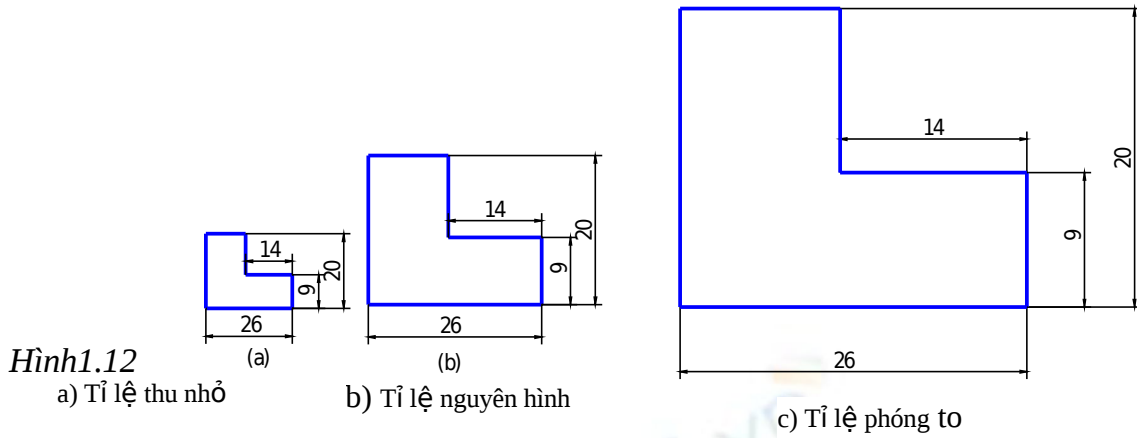 14
20
9
26
(a)
14
20
9
26
(b)
14
20
9
26
Hình1.12
a) Tỉ lệ thu nhỏ
b) Tỉ lệ nguyên hình
c) Tỉ lệ phóng to